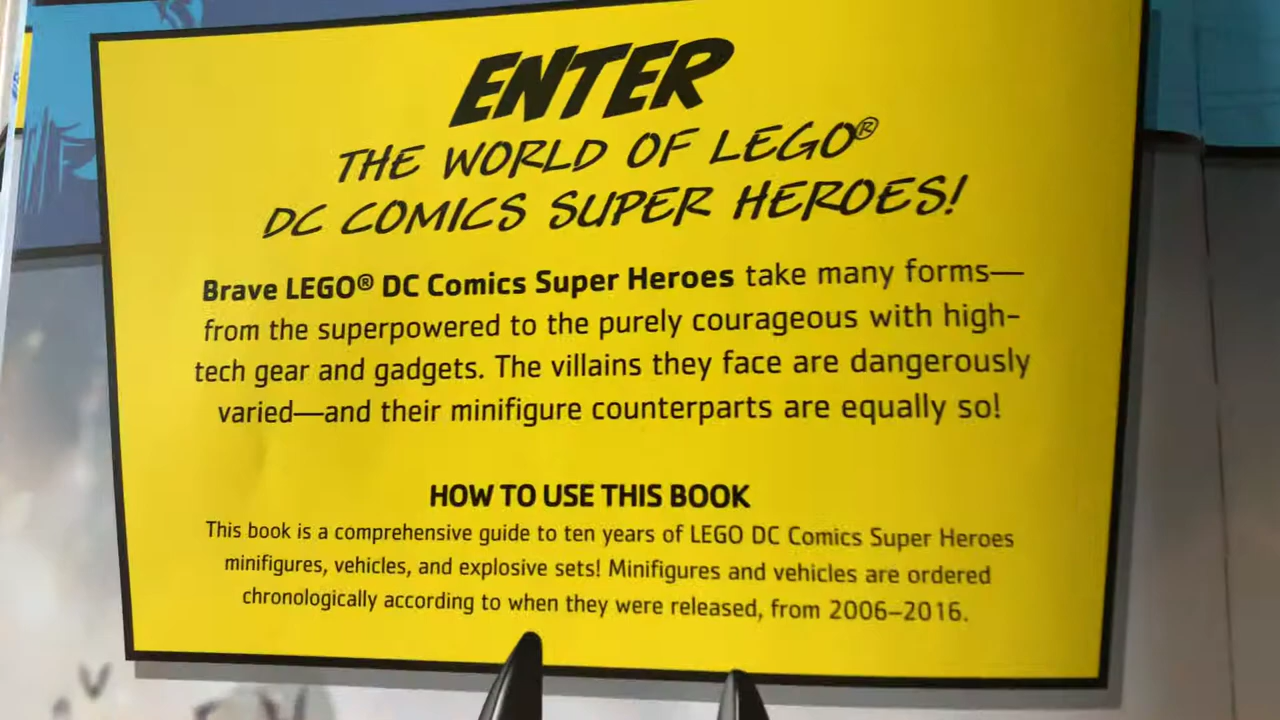 ENTER
THE WORLD OF LEGO®
DC COMICS SUPER HEROES!
Brave LEGO® DC Comics Super Heroes take many forms—
from the superpowered to the purely courageous with high-
tech gear and gadgets. The villains they face are dangerously
varied—and their minifigure counterparts are equally so!
HOW TO USE THIS BOOK
This book is a comprehensive guide to ten years of LEGO DC Comics Super Heroes
minifigures, vehicles, and explosive sets! Minifigures and vehicles are ordered
chronologically according to when they were released, from 2006–2016.